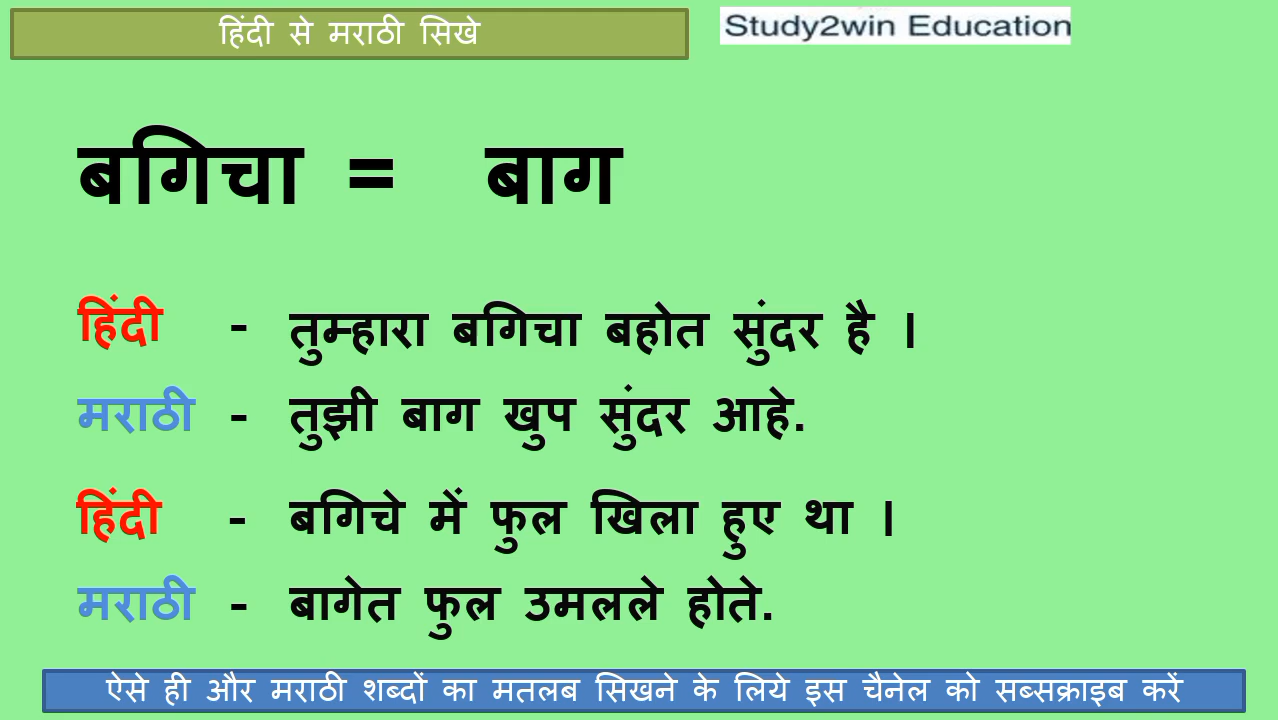 हिंदी से मराठी सिखे
Study2win Education
बगिचा = बाग
हिंदी - तुम्हारा बगिचा बहोत सुंदर है ।
मराठी - तुझी बाग खुप सुंदर आहे.
हिंदी - बगिचे में फुल खिला हुए था ।
मराठी - बागेत फुल उमलले होते.
ऐसे ही और मराठी शब्दों का मतलब सिखने के लिये इस चैनेल को सब्सक्राइब करें